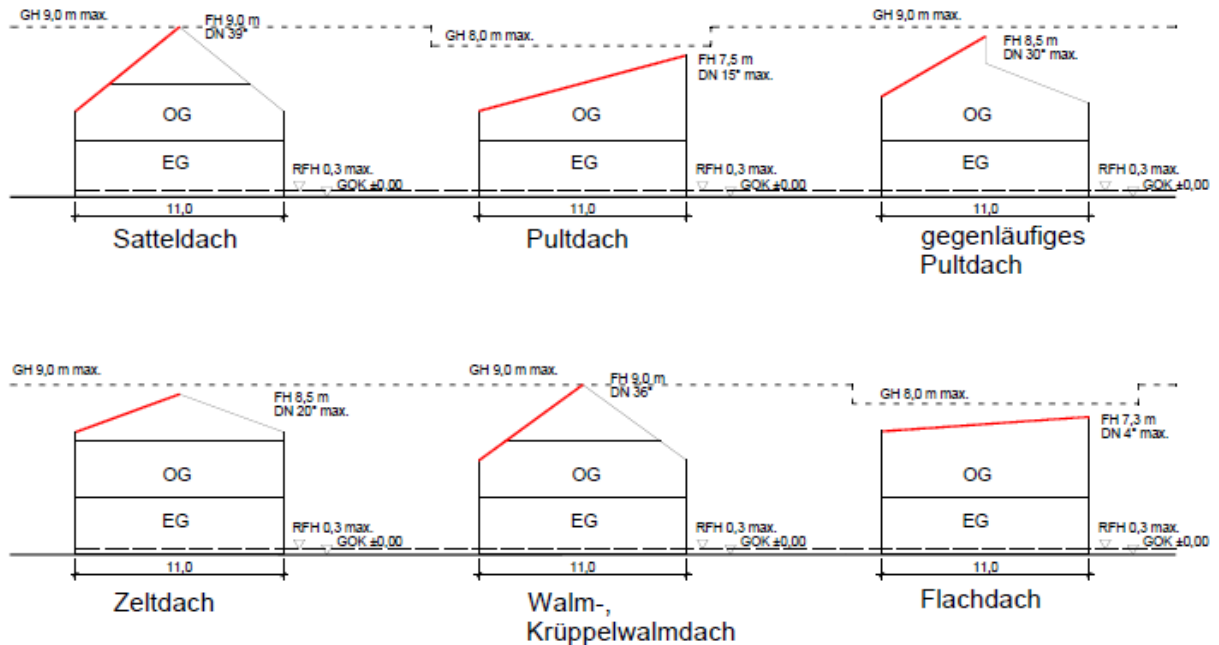 GH 9,0 m max.
FH 9,0 m
DN 39°
OG
EG
RFH 0,3 max.
GOK ±0,00
11,0
Satteldach
GH 8,0 m max.
FH 7,5 m
DN 15° max.
OG
EG
RFH 0,3 max.
GOK ±0,00
11,0
Pultdach
GH 9,0 m max.
FH 8,5 m
DN 30° max.
OG
EG
RFH 0,3 max.
GOK ±0,00
11,0
gegenläufiges
Pultdach
GH 9,0 m max.
FH 8,5 m
DN 20° max.
OG
EG
RFH 0,3 max.
GOK ±0,00
11,0
Zeltdach
GH 9,0 m max.
FH 9,0 m
DN 36°
OG
EG
RFH 0,3 max.
GOK ±0,00
11,0
Walm-,
Krüppelwalmdach
GH 8,0 m max.
FH 7,3 m
DN 4° max.
OG
EG
RFH 0,3 max.
GOK ±0,00
11,0
Flachdach